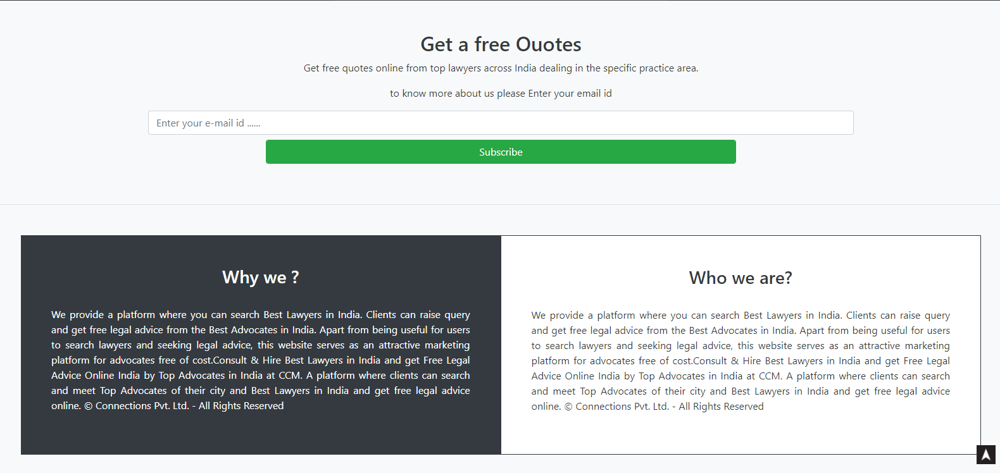 Get a free Ouotes
Get free quotes online from top lawyers across India dealing in the specific practice area.
to know more about us please Enter your email id
Enter your e-mail id ......
Subscribe
Why we ?
We provide a platform where you can search Best Lawyers in India. Clients can raise query
and get free legal advice from the Best Advocates in India. Apart from being useful for users
to search lawyers and seeking legal advice, this website serves as an attractive marketing
platform for advocates free of cost.Consult & Hire Best Lawyers in India and get Free Legal
Advice Online India by Top Advocates in India at CCM. A platform where clients can search
and meet Top Advocates of their city and Best Lawyers in India and get free legal advice
online. © Connections Pvt. Ltd. - All Rights Reserved
Who we are?
We provide a platform where you can search Best Lawyers in India. Clients can raise query
and get free legal advice from the Best Advocates in India. Apart from being useful for users
to search lawyers and seeking legal advice, this website serves as an attractive marketing
platform for advocates free of cost.Consult & Hire Best Lawyers in India and get Free Legal
Advice Online India by Top Advocates in India at CCM. A platform where clients can search
and meet Top Advocates of their city and Best Lawyers in India and get free legal advice
online. © Connections Pvt. Ltd. - All Rights Reserved